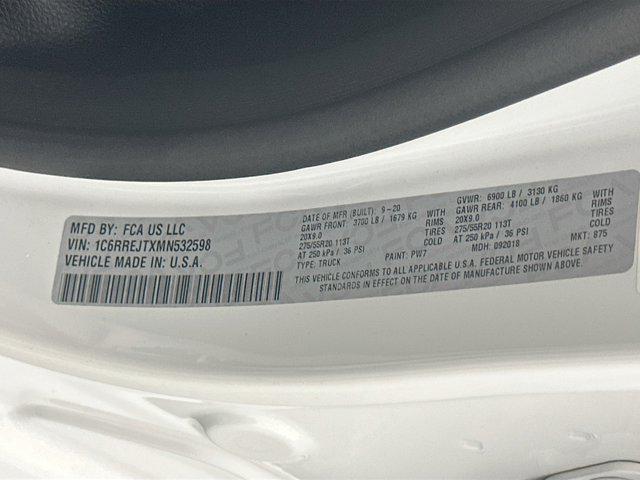 MFD BY: FCA US LLC
VIN: 1C6RREJTXMN532598
VEHICLE MADE IN: U.S.A.
DATE OF MFR (BUILT): 9-20
GAWR FRONT: 3700 LB / 1679 KG
20X9.0
275/55R20 113T
AT 250 kPa / 36 PSI
TYPE: TRUCK
WITH
RIMS
TIRES
COLD
PAINT: PW7
GVWR: 6900 LB / 3130 KG
GAWR REAR: 4100 LB / 1860 KG
20X9.0
275/55R20 113T
AT 250 kPa / 36 PSI
MDH: 092018
WITH
RIMS
TIRES
COLD
MKT: 875
THIS VEHICLE CONFORMS TO ALL APPLICABLE U.S.A. FEDERAL MOTOR VEHICLE SAFETY
STANDARDS IN EFFECT ON THE DATE OF MANUFACTURE SHOWN ABOVE.